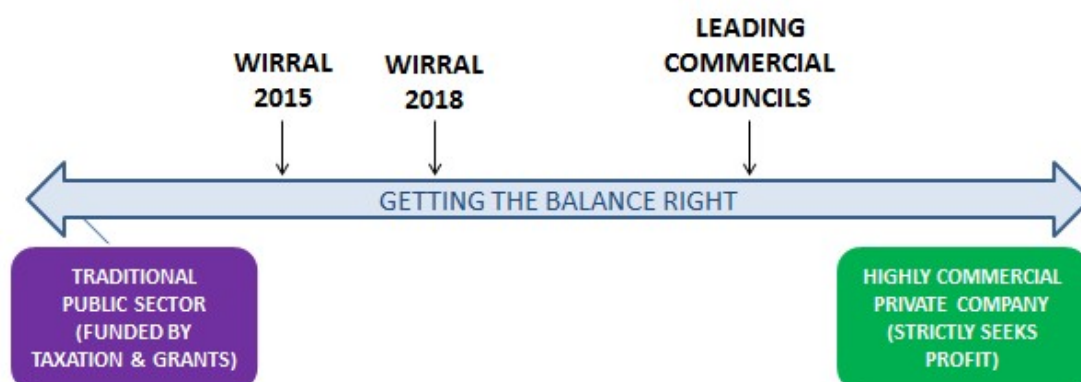 WIRRAL
2015
WIRRAL
2018
LEADING
COMMERCIAL
COUNCILS
GETTING THE BALANCE RIGHT
TRADITIONAL
PUBLIC SECTOR
(FUNDED BY
TAXATION & GRANTS)
HIGHLY COMMERCIAL
PRIVATE COMPANY
(STRICTLY SEEKS
PROFIT)